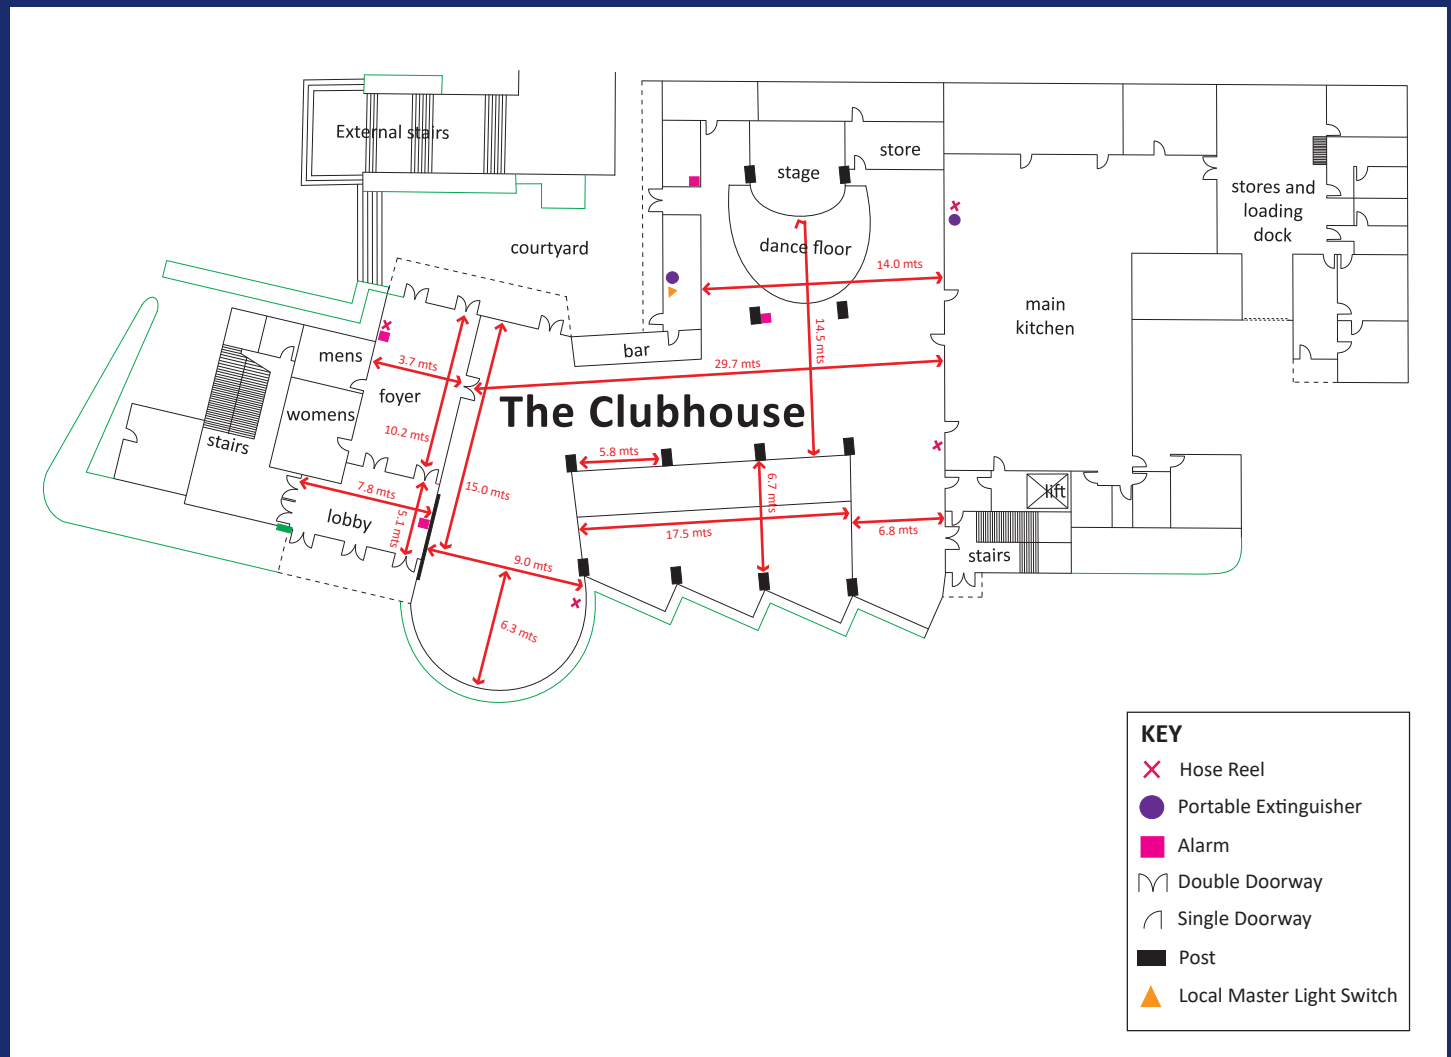 External stairs
store
stage
stores and
loading
dock
courtyard
dance floor
14.0 mts
main
kitchen
14.5 mts
bar
mens
3.7 mts
29.7 mts
foyer
womens
The Clubhouse
10.2 mts
stairs
5.8 mts
7.8 mts
15.0 mts
6.7 mts
lift
lobby
5.1 mts
17.5 mts
6.8 mts
stairs
9.0 mts
6.3 mts
KEY
Hose Reel
Portable Extinguisher
Alarm
Double Doorway
Single Doorway
Post
Local Master Light Switch